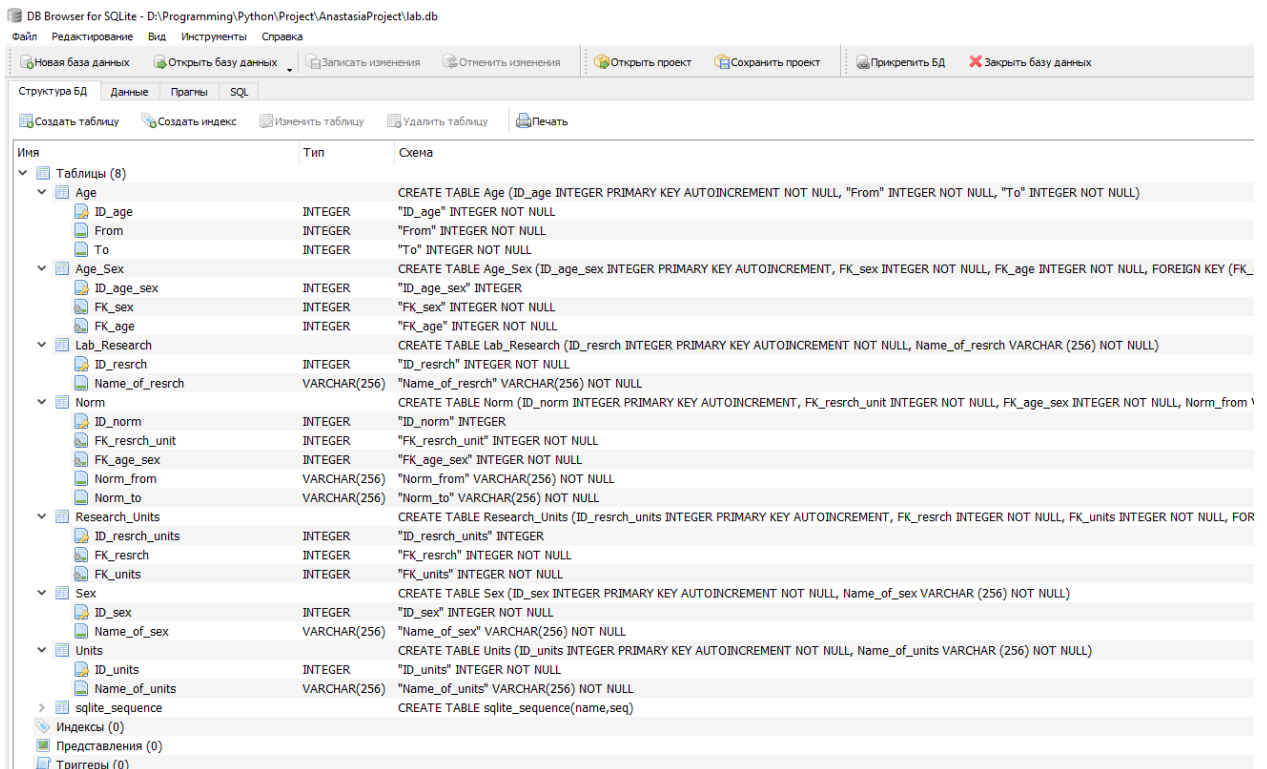 DB Browser for SQLite - D:\Programming\Python\Project\AnastasiaProject\lab.db
Файл Редактирование Вид Инструменты Справка
Новая база данных Открыть базу данных Записать изменения Отменить изменения Открыть проект Сохранить проект Прикрепить БД Закрыть базу данных
Структура БД Данные Прагмы SQL
Создать таблицу Создать индекс Изменить таблицу Удалить таблицу Печать
Имя Тип Схема
Таблицы (8)
Age CREATE TABLE Age (ID_age INTEGER PRIMARY KEY AUTOINCREMENT NOT NULL, "From" INTEGER NOT NULL, "To" INTEGER NOT NULL)
ID_age INTEGER "ID_age" INTEGER NOT NULL
From INTEGER "From" INTEGER NOT NULL
To INTEGER "To" INTEGER NOT NULL
Age_Sex CREATE TABLE Age_Sex (ID_age_sex INTEGER PRIMARY KEY AUTOINCREMENT, FK_sex INTEGER NOT NULL, FK_age INTEGER NOT NULL, FOREIGN KEY (FK_
ID_age_sex INTEGER "ID_age_sex" INTEGER
FK_sex INTEGER "FK_sex" INTEGER NOT NULL
FK_age INTEGER "FK_age" INTEGER NOT NULL
Lab_Research CREATE TABLE Lab_Research (ID_resrch INTEGER PRIMARY KEY AUTOINCREMENT NOT NULL, Name_of_resrch VARCHAR (256) NOT NULL)
ID_resrch INTEGER "ID_resrch" INTEGER NOT NULL
Name_of_resrch VARCHAR(256) "Name_of_resrch" VARCHAR(256) NOT NULL
Norm CREATE TABLE Norm (ID_norm INTEGER PRIMARY KEY AUTOINCREMENT, FK_resrch_unit INTEGER NOT NULL, FK_age_sex INTEGER NOT NULL, Norm_from V
ID_norm INTEGER "ID_norm" INTEGER
FK_resrch_unit INTEGER "FK_resrch_unit" INTEGER NOT NULL
FK_age_sex INTEGER "FK_age_sex" INTEGER NOT NULL
Norm_from VARCHAR(256) "Norm_from" VARCHAR(256) NOT NULL
Norm_to VARCHAR(256) "Norm_to" VARCHAR(256) NOT NULL
Research_Units CREATE TABLE Research_Units (ID_resrch_units INTEGER PRIMARY KEY AUTOINCREMENT, FK_resrch INTEGER NOT NULL, FK_units INTEGER NOT NULL, FOR
ID_resrch_units INTEGER "ID_resrch_units" INTEGER
FK_resrch INTEGER "FK_resrch" INTEGER NOT NULL
FK_units INTEGER "FK_units" INTEGER NOT NULL
Sex CREATE TABLE Sex (ID_sex INTEGER PRIMARY KEY AUTOINCREMENT NOT NULL, Name_of_sex VARCHAR (256) NOT NULL)
ID_sex INTEGER "ID_sex" INTEGER NOT NULL
Name_of_sex VARCHAR(256) "Name_of_sex" VARCHAR(256) NOT NULL
Units CREATE TABLE Units (ID_units INTEGER PRIMARY KEY AUTOINCREMENT NOT NULL, Name_of_units VARCHAR (256) NOT NULL)
ID_units INTEGER "ID_units" INTEGER NOT NULL
Name_of_units VARCHAR(256) "Name_of_units" VARCHAR(256) NOT NULL
sqlite_sequence CREATE TABLE sqlite_sequence(name,seq)
Индексы (0)
Представления (0)
Триггеры (0)